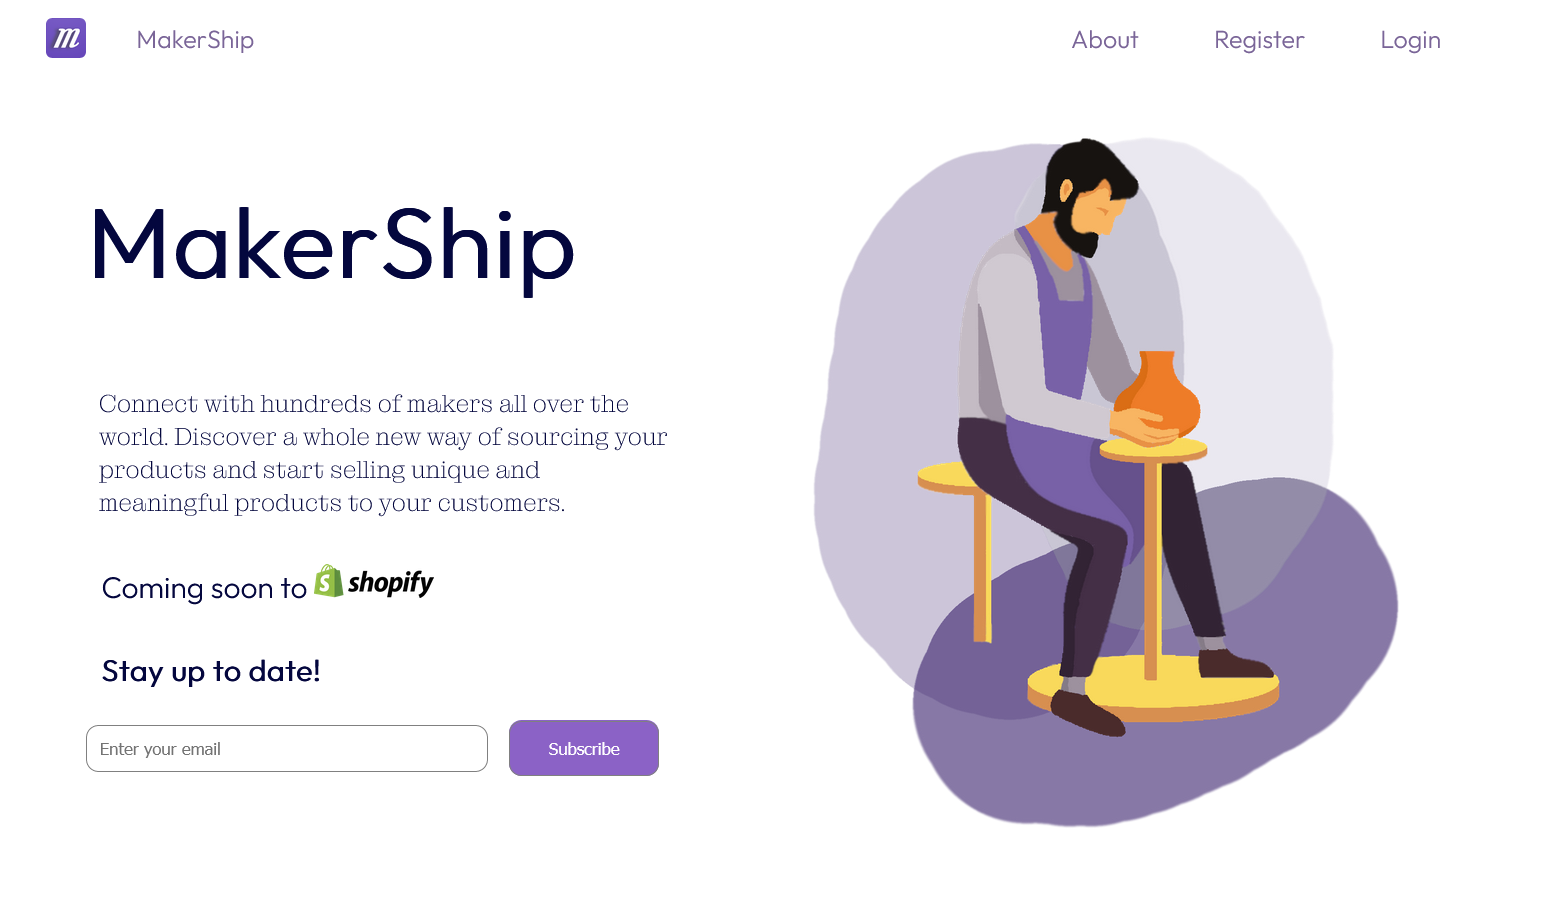 m
MakerShip
About
Register
Login
MakerShip
Connect with hundreds of makers all over the
world. Discover a whole new way of sourcing your
products and start selling unique and
meaningful products to your customers.
Coming soon to S shopify
Stay up to date!
Enter your email
Subscribe